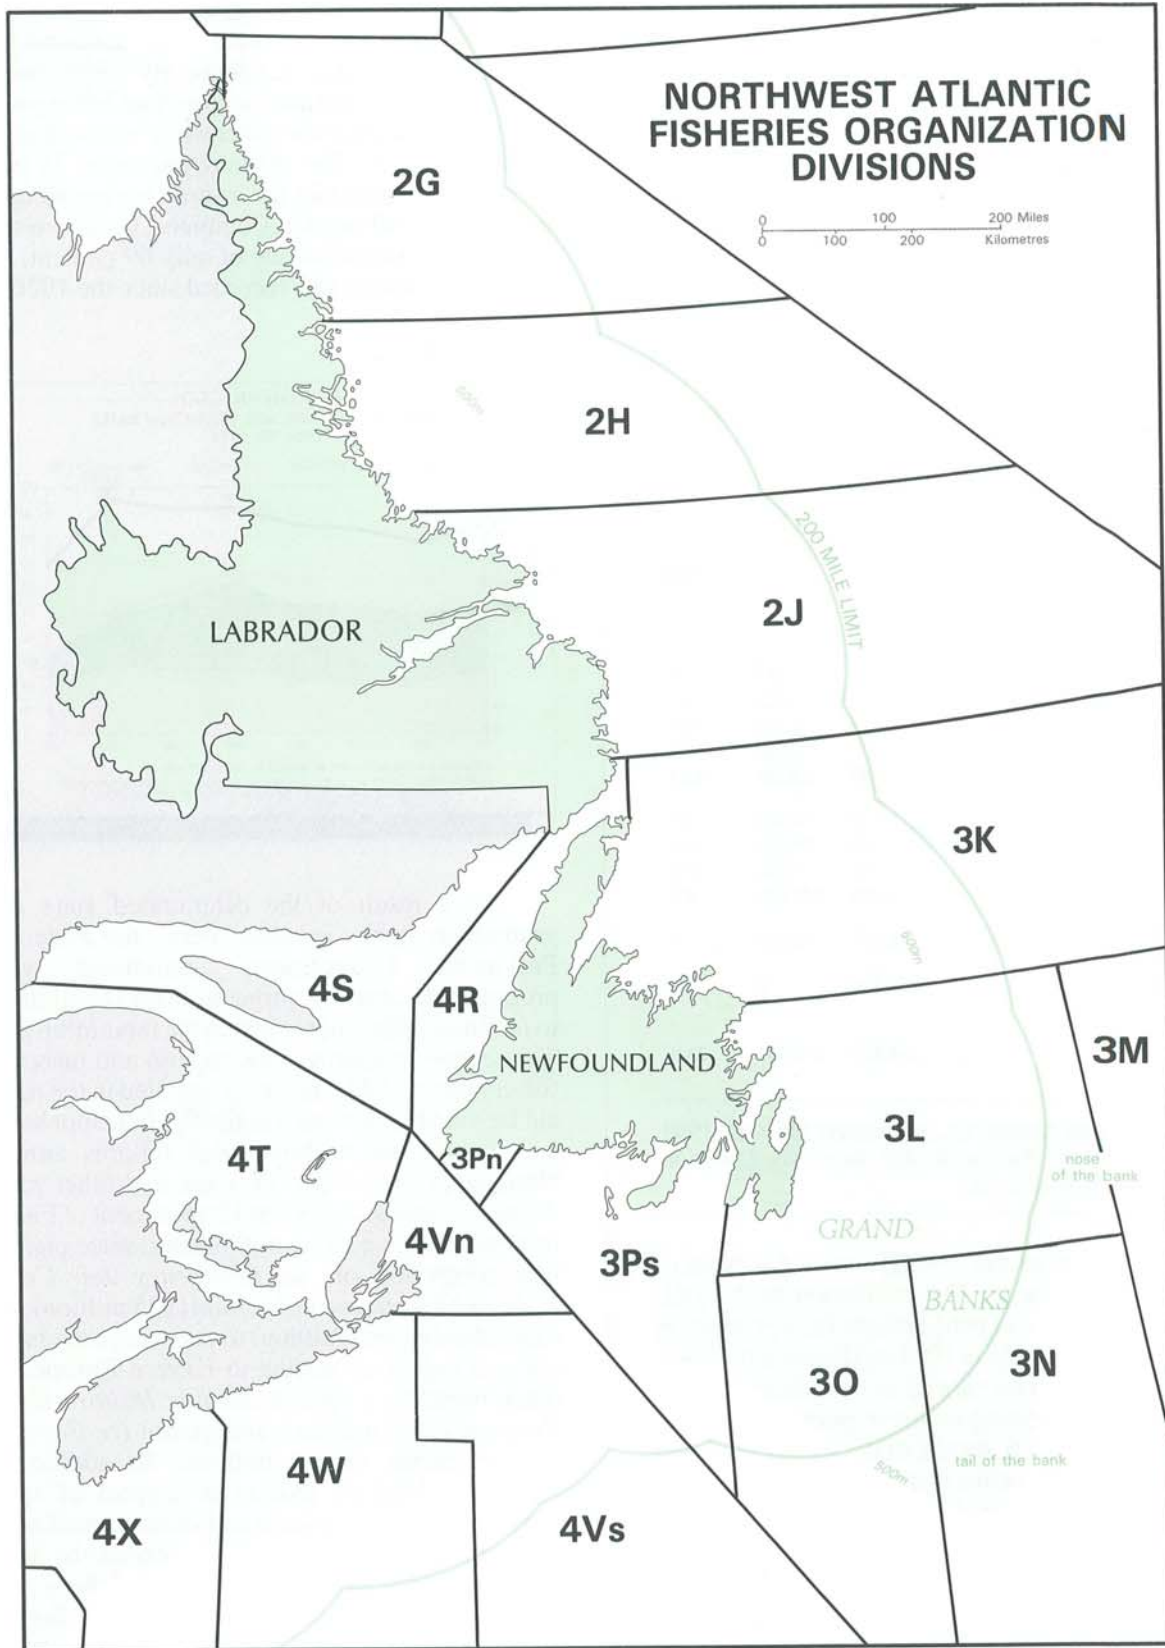 NORTHWEST ATLANTIC
FISHERIES ORGANIZATION
DIVISIONS
0 100 200 Miles
0 100 200 Kilometres
2G
2H
600m
200 MILE LIMIT
2J
LABRADOR
3K
600m
4S
4R
NEWFOUNDLAND
3M
3L
4T
3Pn
nose
of the bank
GRAND
4Vn
3Ps
BANKS
3O
3N
tail of the bank
500m
4W
4X
4Vs